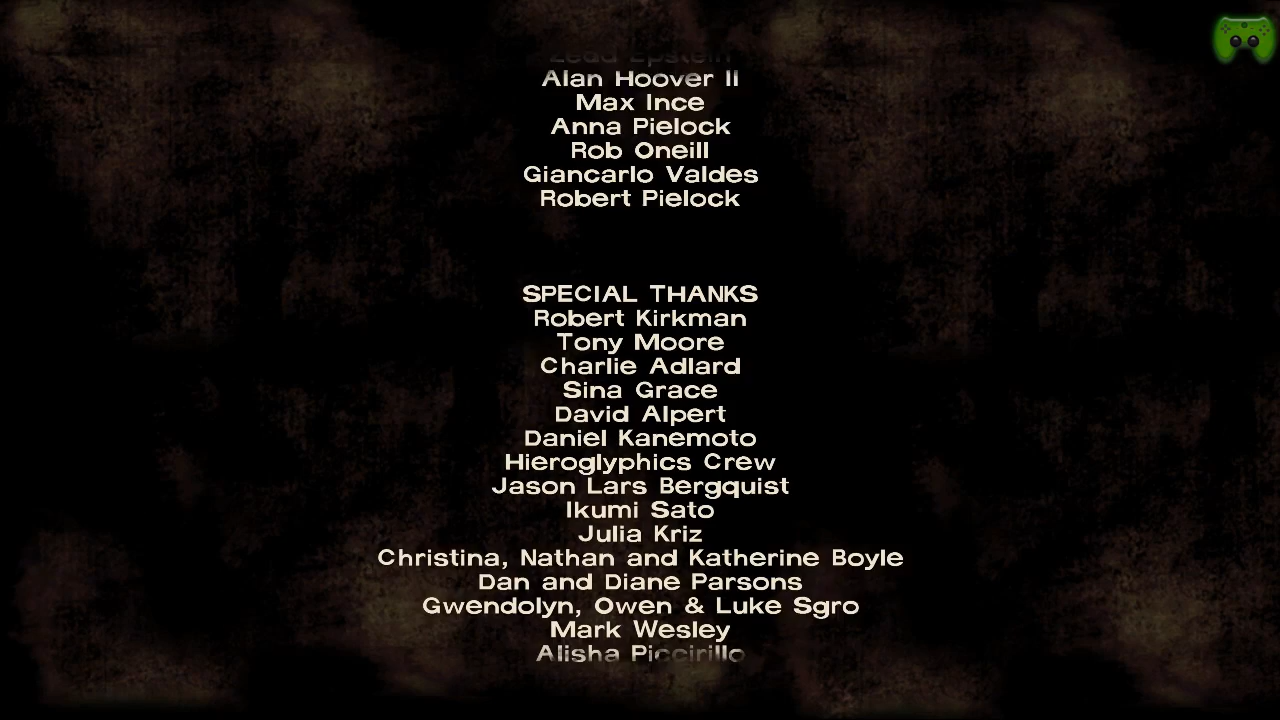 Alan Hoover II
Max Ince
Anna Pielock
Rob Oneill
Giancarlo Valdes
Robert Pielock
SPECIAL THANKS
Robert Kirkman
Tony Moore
Charlie Adlard
Sina Grace
David Alpert
Daniel Kanemoto
Hieroglyphics Crew
Jason Lars Bergquist
Ikumi Sato
Julia Kriz
Christina, Nathan and Katherine Boyle
Dan and Diane Parsons
Gwendolyn, Owen & Luke Sgro
Mark Wesley
Alisha Piccirillo